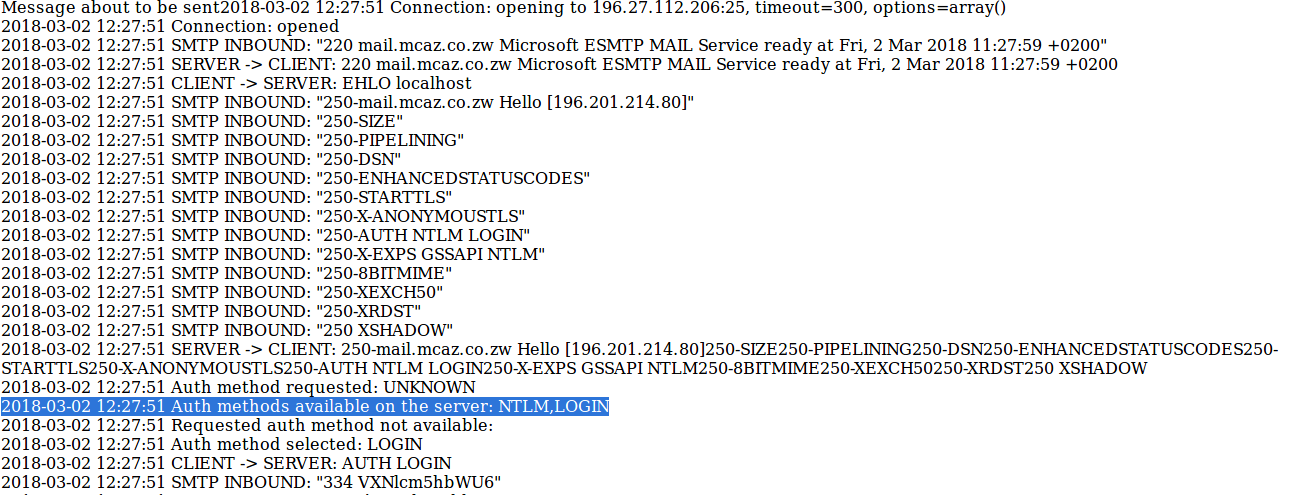 Message about to be sent2018-03-02 12:27:51 Connection: opening to 196.27.112.206:25, timeout=300, options=array()
2018-03-02 12:27:51 Connection: opened
2018-03-02 12:27:51 SMTP INBOUND: "220 mail.mcaz.co.zw Microsoft ESMTP MAIL Service ready at Fri, 2 Mar 2018 11:27:59 +0200"
2018-03-02 12:27:51 SERVER -> CLIENT: 220 mail.mcaz.co.zw Microsoft ESMTP MAIL Service ready at Fri, 2 Mar 2018 11:27:59 +0200
2018-03-02 12:27:51 CLIENT -> SERVER: EHLO localhost
2018-03-02 12:27:51 SMTP INBOUND: "250-mail.mcaz.co.zw Hello [196.201.214.80]"
2018-03-02 12:27:51 SMTP INBOUND: "250-SIZE"
2018-03-02 12:27:51 SMTP INBOUND: "250-PIPELINING"
2018-03-02 12:27:51 SMTP INBOUND: "250-DSN"
2018-03-02 12:27:51 SMTP INBOUND: "250-ENHANCEDSTATUSCODES"
2018-03-02 12:27:51 SMTP INBOUND: "250-STARTTLS"
2018-03-02 12:27:51 SMTP INBOUND: "250-X-ANONYMOUSTLS"
2018-03-02 12:27:51 SMTP INBOUND: "250-AUTH NTLM LOGIN"
2018-03-02 12:27:51 SMTP INBOUND: "250-X-EXPS GSSAPI NTLM"
2018-03-02 12:27:51 SMTP INBOUND: "250-8BITMIME"
2018-03-02 12:27:51 SMTP INBOUND: "250-XEXCH50"
2018-03-02 12:27:51 SMTP INBOUND: "250-XRDST"
2018-03-02 12:27:51 SMTP INBOUND: "250 XSHADOW"
2018-03-02 12:27:51 SERVER -> CLIENT: 250-mail.mcaz.co.zw Hello [196.201.214.80]250-SIZE250-PIPELINING250-DSN250-ENHANCEDSTATUSCODES250-
STARTTLS250-X-ANONYMOUSTLS250-AUTH NTLM LOGIN250-X-EXPS GSSAPI NTLM250-8BITMIME250-XEXCH50250-XRDST250 XSHADOW
2018-03-02 12:27:51 Auth method requested: UNKNOWN
2018-03-02 12:27:51 Auth methods available on the server: NTLM,LOGIN
2018-03-02 12:27:51 Requested auth method not available:
2018-03-02 12:27:51 Auth method selected: LOGIN
2018-03-02 12:27:51 CLIENT -> SERVER: AUTH LOGIN
2018-03-02 12:27:51 SMTP INBOUND: "334 VXNlcm5hbWU6"